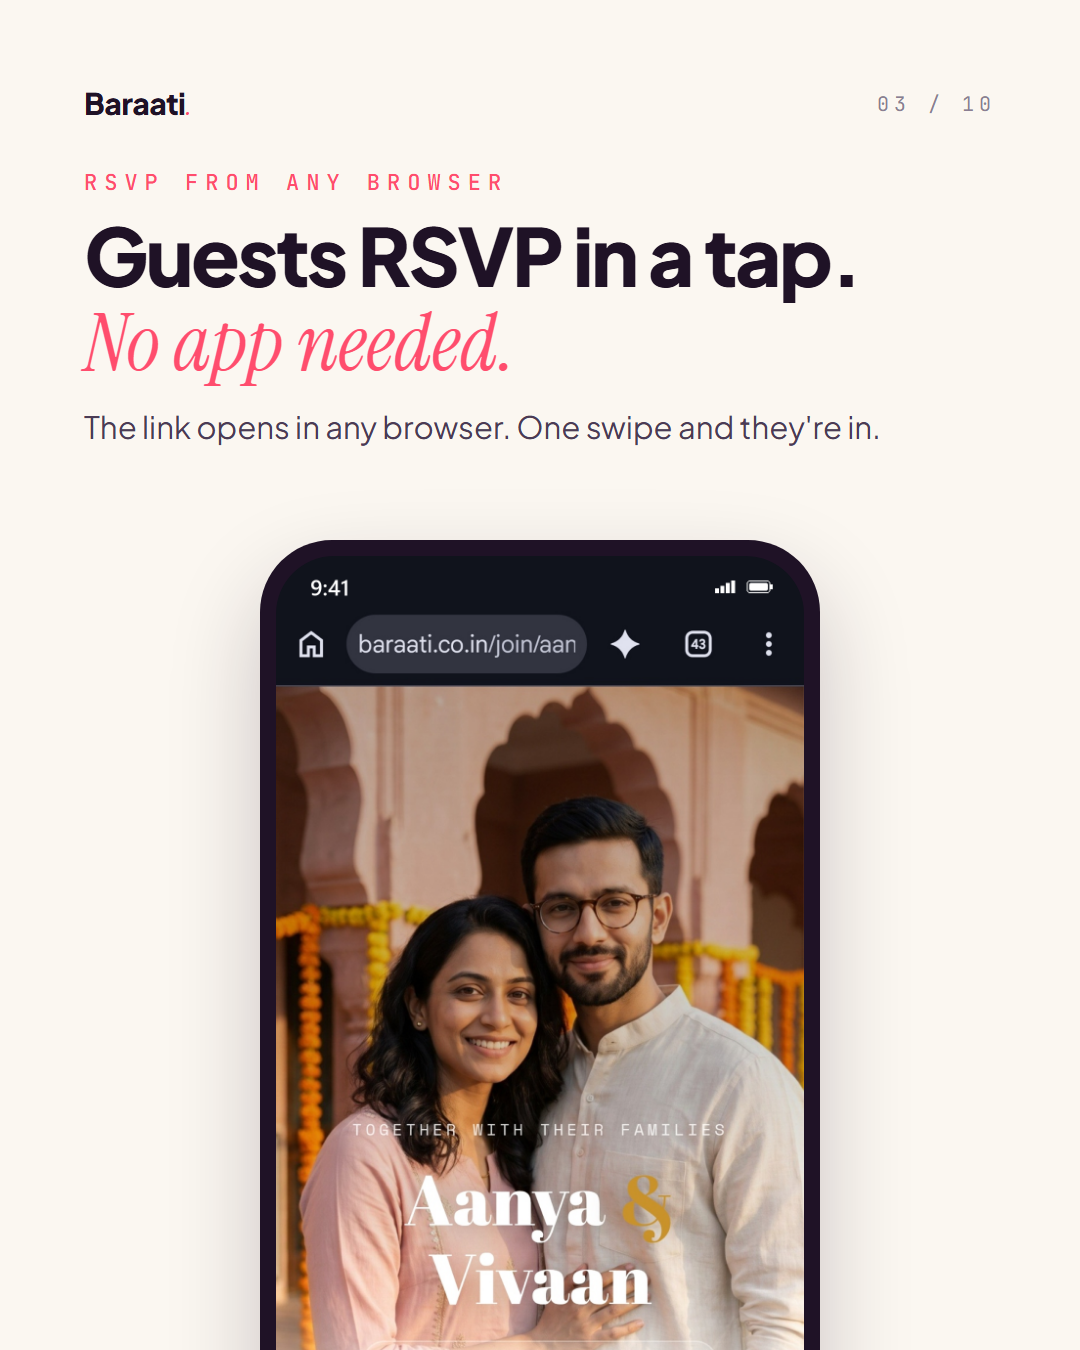 Baraati.
03 / 10
RSVP FROM ANY BROWSER
Guests RSVP in a tap.
No app needed.
The link opens in any browser. One swipe and they're in.
9:41
baraati.co.in/join/aan
43
TOGETHER WITH THEIR FAMILIES
Aanya &
Vivaan